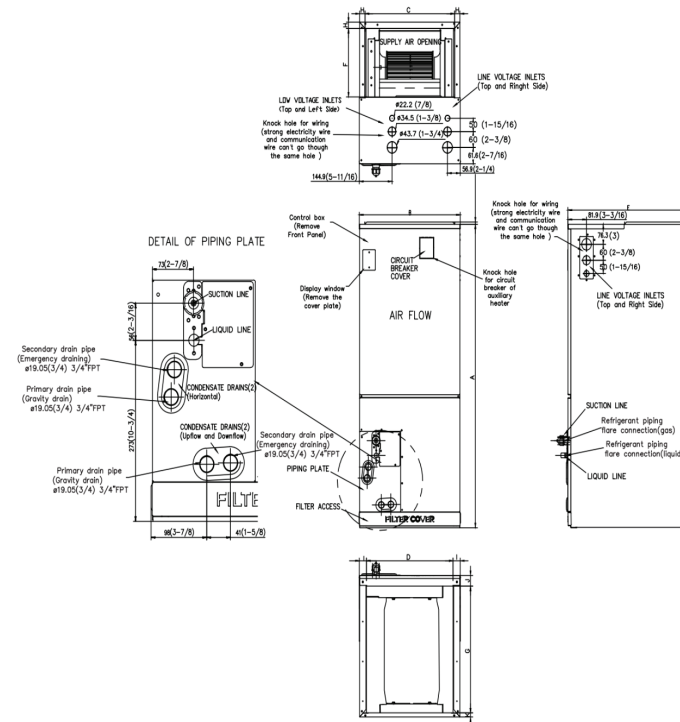 H C H
H
SUPPLY AIR OPENING
F
LOW VOLTAGE INLETS
(Top and Left Side)
LINE VOLTAGE INLETS
(Top and Rignht Side)
ø22.2 (7/8)
ø34.5 (1-3/8)
ø43.7 (1-3/4)
Knock hole for wiring
(strong electricity wire
and communication
wire can't go though
the same hole )
50 (1-15/16)
60 (2-3/8)
61.6(2-7/16)
56.9(2-1/4)
144.9(5-11/16)
B
Control box
(Remove
Front Panel)
CIRCUIT
BREAKER
COVER
Display window
(Remove the
cover plate)
Knock hole
for circuit
breaker of
auxiliary
heater
AIR FLOW
A
E
81.9(3-3/16)
Knock hole for wiring
(strong electricity wire
and communication
wire can't go though
the same hole )
76.3(3)
60 (2-3/8)
50 (1-15/16)
LINE VOLTAGE INLETS
(Top and Right Side)
DETAIL OF PIPING PLATE
73(2-7/8)
SUCTION LINE
56(2-3/16)
LIQUID LINE
Secondary drain pipe
(Emergency draining)
ø19.05(3/4) 3/4"FPT
Primary drain pipe
(Gravity drain)
ø19.05(3/4) 3/4"FPT
CONDENSATE DRAINS(2)
(Horizontal)
273(10-3/4)
CONDENSATE DRAINS(2)
(Upflow and Downflow)
Secondary drain pipe
(Emergency draining)
ø19.05(3/4) 3/4"FPT
Primary drain pipe
(Gravity drain)
ø19.05(3/4) 3/4"FPT
FILTE
98(3-7/8)
41(1-5/8)
PIPING PLATE
FILTER ACCESS
FILTER COVER
SUCTION LINE
Refrigerant piping
flare connection(gas)
Refrigerant piping
flare connection(liquid
LIQUID LINE
I D I
J
G